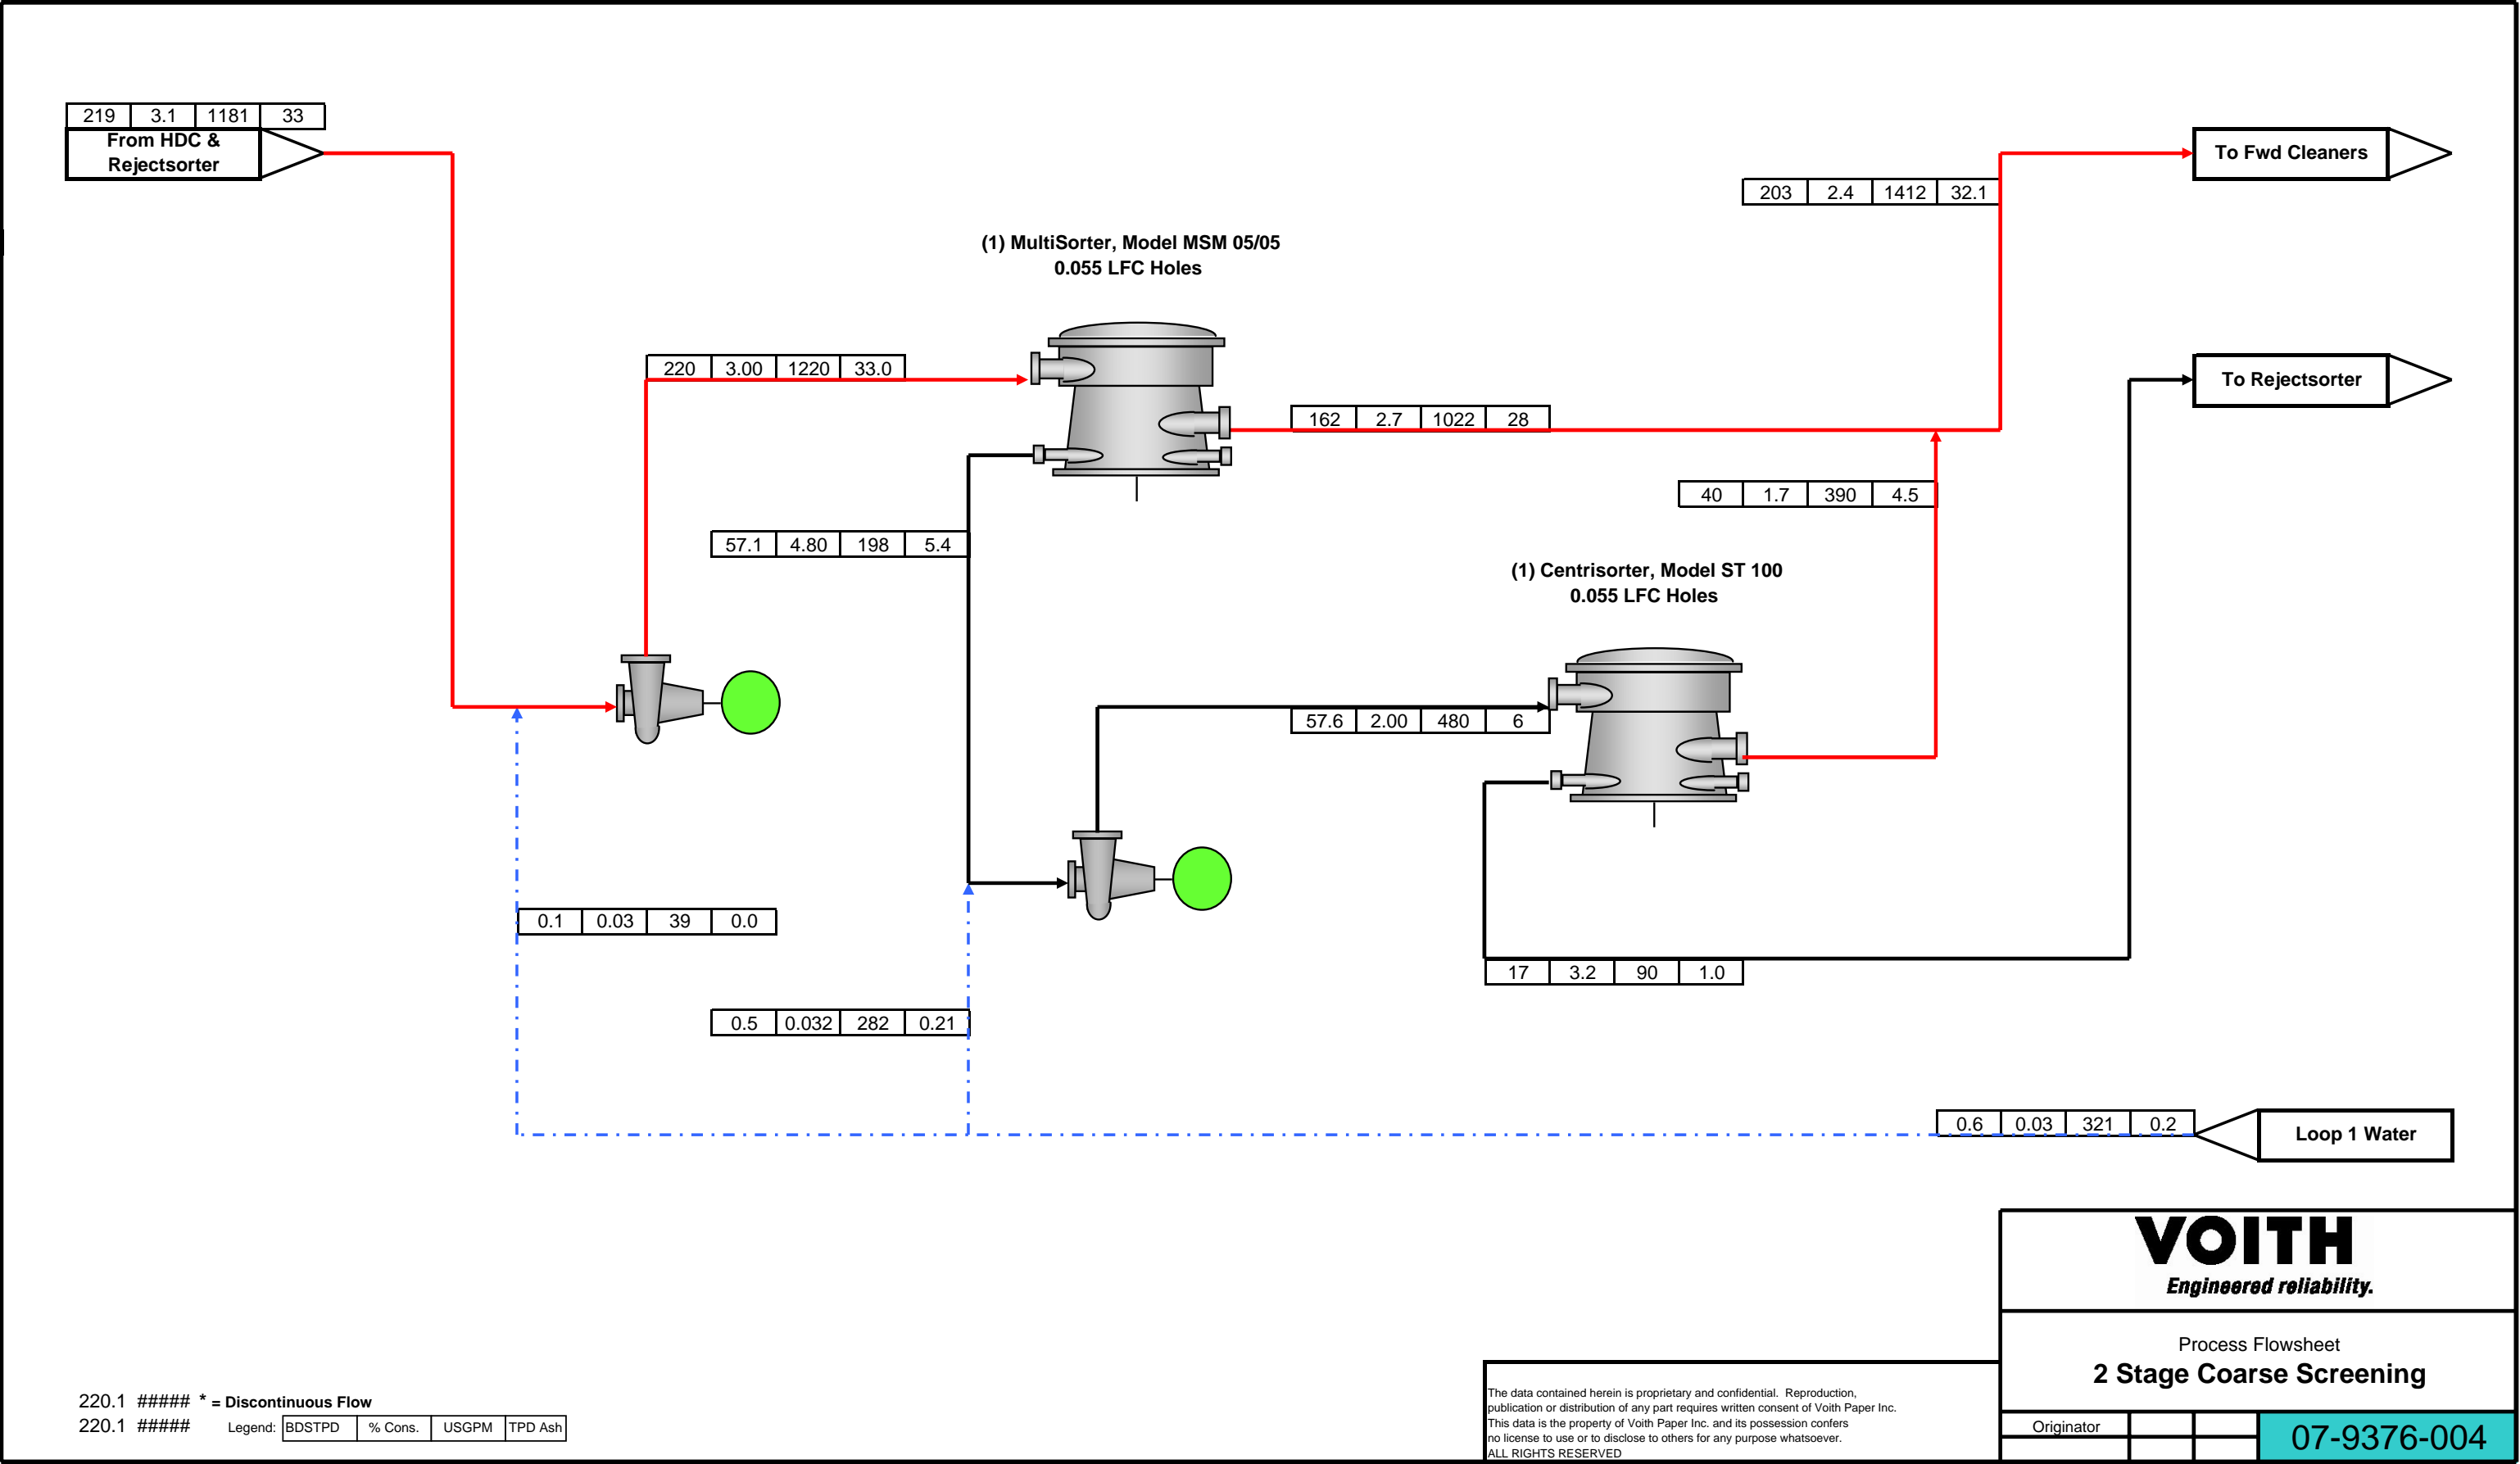 219 3.1 1181 33
From HDC &
Rejectsorter
To Fwd Cleaners
203 2.4 1412 32.1
(1) MultiSorter, Model MSM 05/05
0.055 LFC Holes
220 3.00 1220 33.0
To Rejectsorter
162 2.7 1022 28
40 1.7 390 4.5
57.1 4.80 198 5.4
(1) Centrisorter, Model ST 100
0.055 LFC Holes
57.6 2.00 480 6
0.1 0.03 39 0.0
17 3.2 90 1.0
0.5 0.032 282 0.21
0.6 0.03 321 0.2
Loop 1 Water
VOITH
Engineered reliability.
Process Flowsheet
2 Stage Coarse Screening
Originator
07-9376-004
The data contained herein is proprietary and confidential. Reproduction,
publication or distribution of any part requires written consent of Voith Paper Inc.
This data is the property of Voith Paper Inc. and its possession confers
no license to use or to disclose to others for any purpose whatsoever.
ALL RIGHTS RESERVED
220.1 ##### * = Discontinuous Flow
220.1 ##### Legend: BDSTPD % Cons. USGPM TPD Ash